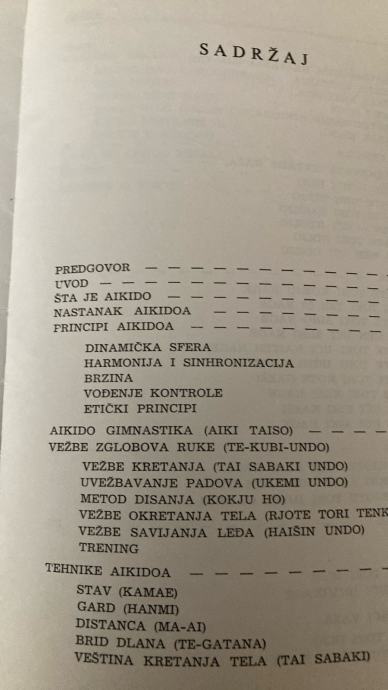 SADRŽAJ
PREDGOVOR — — — — — — — — — —
UVOD — — — — — — — — — — — —
ŠTA JE AIKIDO — — — — — — — — —
NASTANAK AIKIDOA — — — — — — —
PRINCIPI AIKIDOA — — — — — — —
DINAMIČKA SFERA
HARMONIJA I SINHRONIZACIJA
BRZINA
VOĐENJE KONTROLE
ETIČKI PRINCIPI
AIKIDO GIMNASTIKA (AIKI TAISO) — — — —
VEŽBE ZGLOBOVA RUKE (TE-KUBI-UNDO)
VEŽBE KRETANJA (TAI SABAKI UNDO)
UVEŽBAVANJE PADOVA (UKEMI UNDO)
METOD DISANJA (KOKJU HO)
VEŽBE OKRETANJA TELA (RJOTE TORI TENK
VEŽBE SAVIJANJA LEĐA (HAIŠIN UNDO)
TRENING
TEHNIKE AIKIDOA — — — — — — — —
STAV (KAMAE)
GARD (HANMI)
DISTANCA (MA-AI)
BRID DLANA (TE-GATANA)
VEŠTINA KRETANJA TELA (TAI SABAKI)